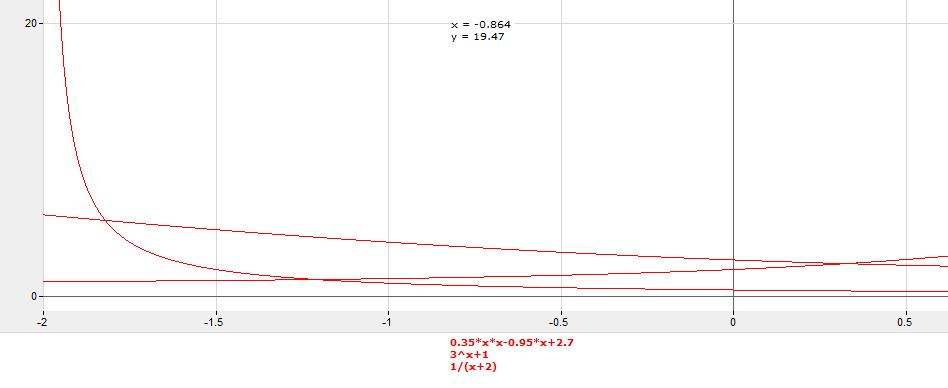 20
x = -0.864
y = 19.47
0
-2 -1.5 -1 -0.5 0 0.5
0.35*x*x-0.95*x+2.7
3^x+1
1/(x+2)